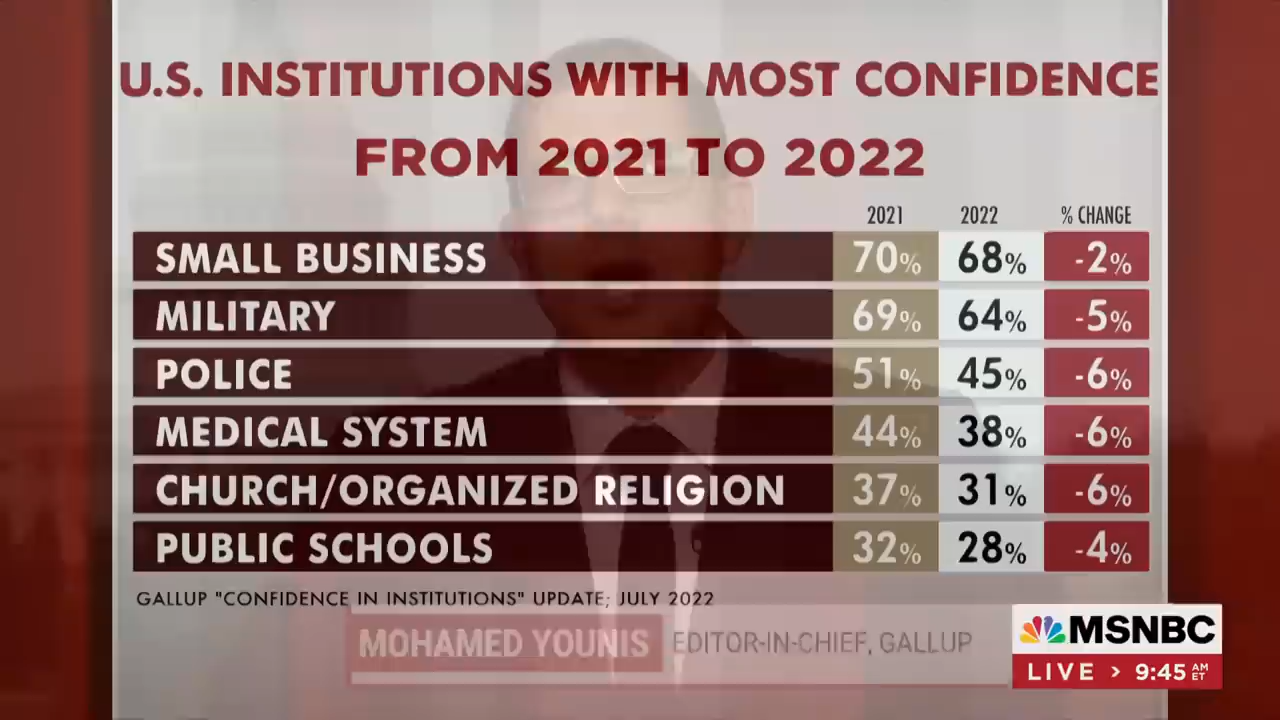 U.S. INSTITUTIONS WITH MOST CONFIDENCE
FROM 2021 TO 2022
2021 2022 % CHANGE
SMALL BUSINESS 70% 68% -2%
MILITARY 69% 64% -5%
POLICE 51% 45% -6%
MEDICAL SYSTEM 44% 38% -6%
CHURCH/ORGANIZED RELIGION 37% 31% -6%
PUBLIC SCHOOLS 32% 28% -4%
GALLUP "CONFIDENCE IN INSTITUTIONS" UPDATE; JULY 2022
MOHAMED YOUNIS EDITOR-IN-CHIEF, GALLUP
MSNBC
LIVE > 9:45 AM ET